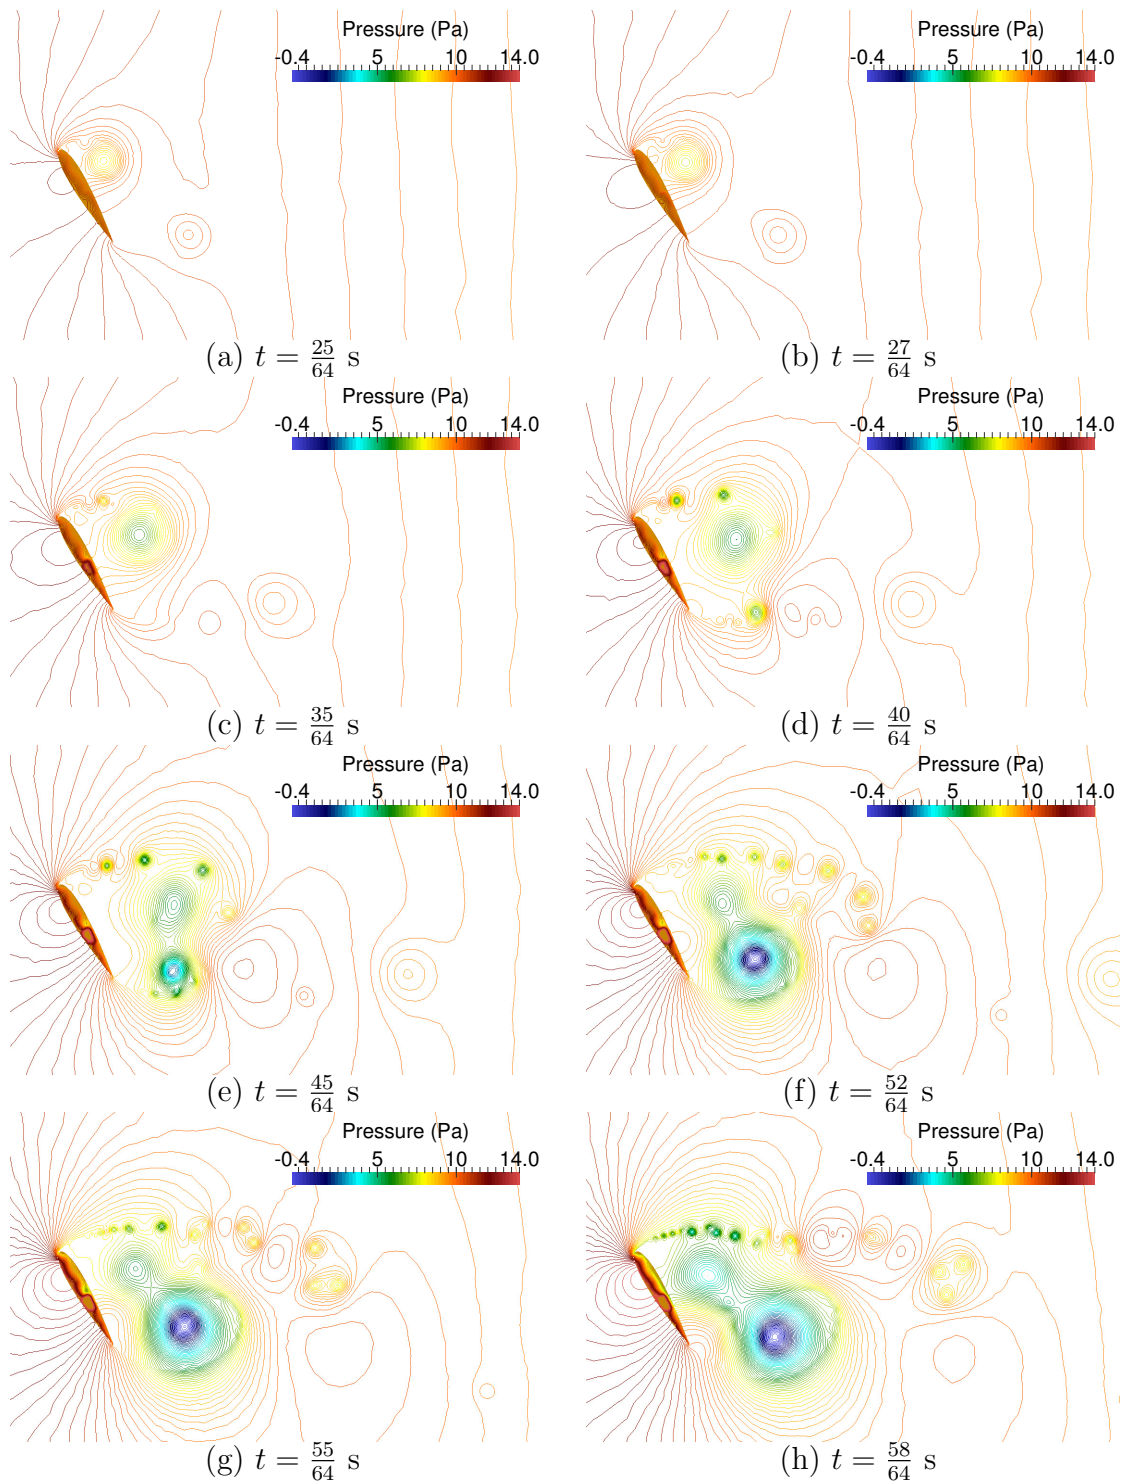 Pressure (Pa) Pressure (Pa)
-0.4 5 10 14.0 -0.4 5 10 14.0
(a) t = 25/64 s (b) t = 27/64 s
Pressure (Pa) Pressure (Pa)
-0.4 5 10 14.0 -0.4 5 10 14.0
(c) t = 35/64 s (d) t = 40/64 s
Pressure (Pa) Pressure (Pa)
-0.4 5 10 14.0 -0.4 5 10 14.0
(e) t = 45/64 s (f) t = 52/64 s
Pressure (Pa) Pressure (Pa)
-0.4 5 10 14.0 -0.4 5 10 14.0
(g) t = 55/64 s (h) t = 58/64 s